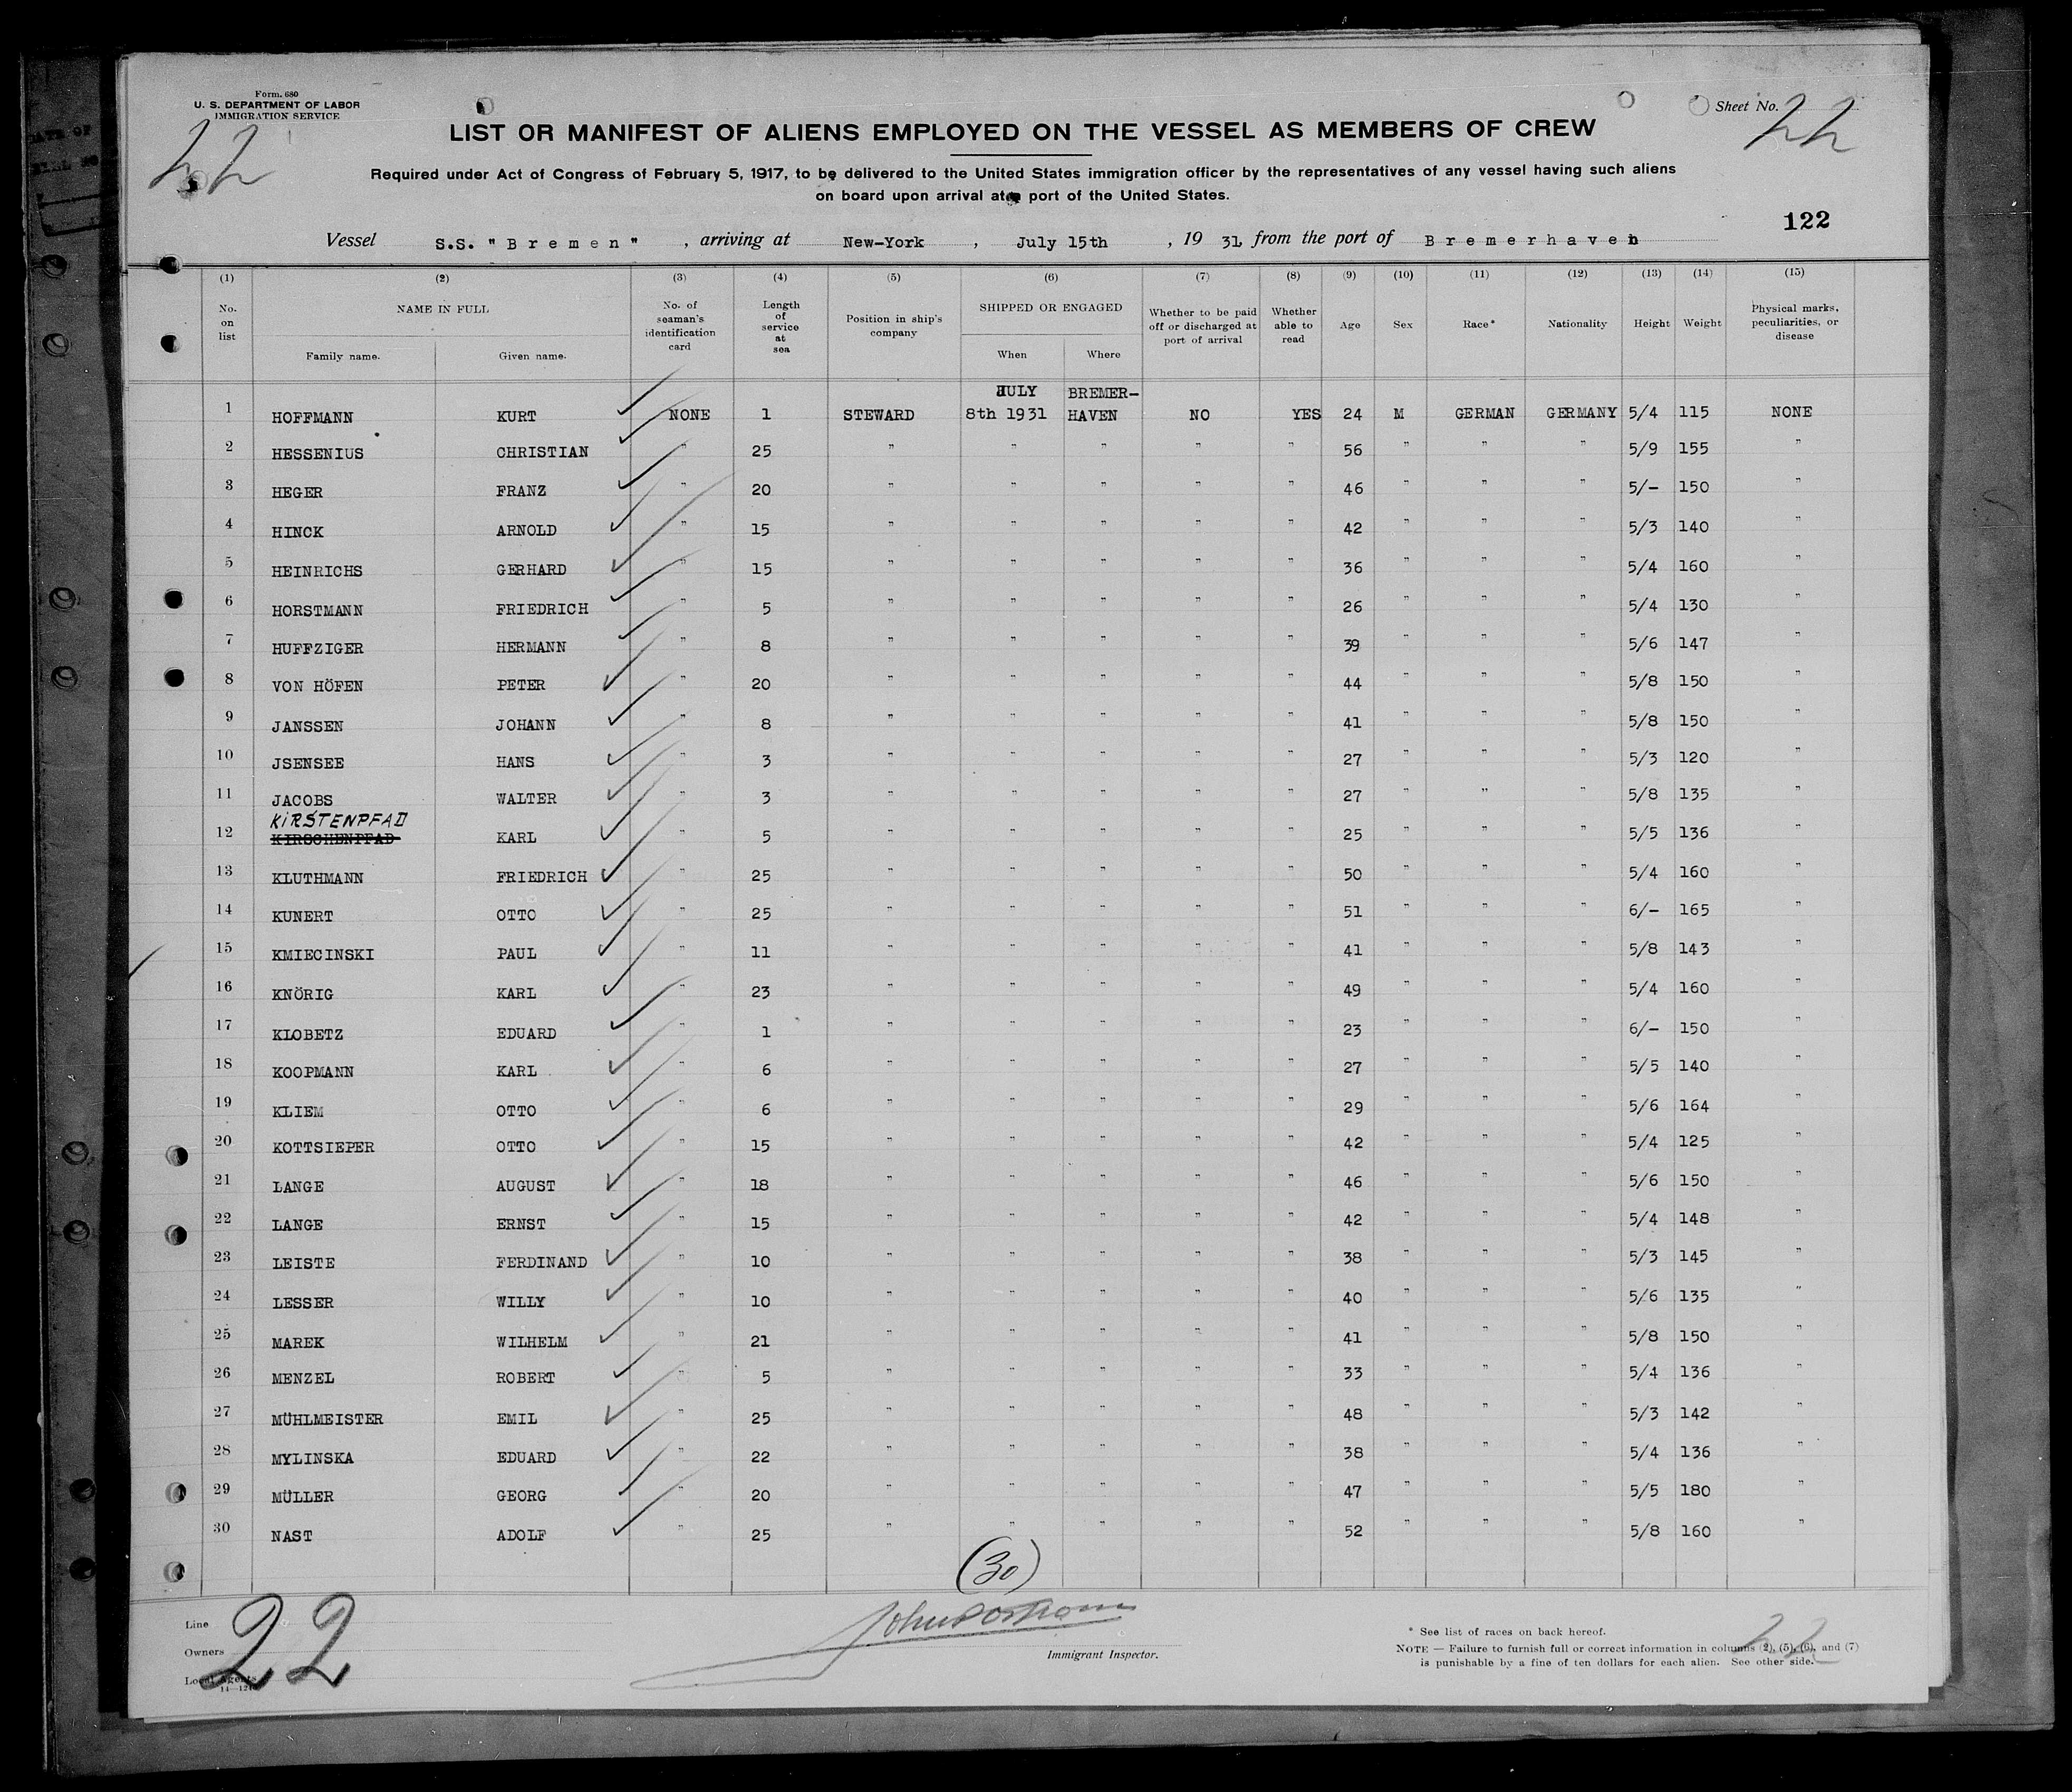 Form. 680
U. S. DEPARTMENT OF LABOR
IMMIGRATION SERVICE
22
Sheet No. 22
LIST OR MANIFEST OF ALIENS EMPLOYED ON THE VESSEL AS MEMBERS OF CREW
Required under Act of Congress of February 5, 1917, to be delivered to the United States immigration officer by the representatives of any vessel having such aliens
on board upon arrival at a port of the United States.
122
Vessel S.S. "Bremen", arriving at New-York, July 15th, 1931, from the port of Bremerhaven
(1) (2) (3) (4) (5) (6) (7) (8) (9) (10) (11) (12) (13) (14) (15)
No. on list NAME IN FULL Family name. Given name. No. of seaman's identification card Length of service at sea Position in ship's company SHIPPED OR ENGAGED When Where Whether to be paid off or discharged at port of arrival Whether able to read Age Sex Race* Nationality Height Weight Physical marks, peculiarities, or disease
JULY BREMER-
1 HOFFMANN KURT NONE 1 STEWARD 8th 1931 HAVEN NO YES 24 M GERMAN GERMANY 5/4 115 NONE
2 HESSENIUS CHRISTIAN " 25 " " " " " 56 " " " 5/9 155 "
3 HEGER FRANZ " 20 " " " " " 46 " " " 5/- 150 "
4 HINCK ARNOLD " 15 " " " " " 42 " " " 5/3 140 "
5 HEINRICHS GERHARD " 15 " " " " " 36 " " " 5/4 160 "
6 HORSTMANN FRIEDRICH " 5 " " " " " 26 " " " 5/4 130 "
7 HUFFZIGER HERMANN " 8 " " " " " 39 " " " 5/6 147 "
8 VON HÖFEN PETER " 20 " " " " " 44 " " " 5/8 150 "
9 JANSSEN JOHANN " 8 " " " " " 41 " " " 5/8 150 "
10 JSENSEE HANS " 3 " " " " " 27 " " " 5/3 120 "
11 JACOBS WALTER " 3 " " " " " 27 " " " 5/8 135 "
KIRSTENPFAD
12 KIRSCHENPFAD KARL " 5 " " " " " 25 " " " 5/5 136 "
13 KLUTHMANN FRIEDRICH " 25 " " " " " 50 " " " 5/4 160 "
14 KUNERT OTTO " 25 " " " " " 51 " " " 6/- 165 "
15 KMIECINSKI PAUL " 11 " " " " " 41 " " " 5/8 143 "
16 KNÖRIG KARL " 23 " " " " " 49 " " " 5/4 160 "
17 KLOBETZ EDUARD " 1 " " " " " 23 " " " 6/- 150 "
18 KOOPMANN KARL " 6 " " " " " 27 " " " 5/5 140 "
19 KLIEM OTTO " 6 " " " " " 29 " " " 5/6 164 "
20 KOTTSIEPER OTTO " 15 " " " " " 42 " " " 5/4 125 "
21 LANGE AUGUST " 18 " " " " " 46 " " " 5/6 150 "
22 LANGE ERNST " 15 " " " " " 42 " " " 5/4 148 "
23 LEISTE FERDINAND " 10 " " " " " 38 " " " 5/3 145 "
24 LESSER WILLY " 10 " " " " " 40 " " " 5/6 135 "
25 MAREK WILHELM " 21 " " " " " 41 " " " 5/8 150 "
26 MENZEL ROBERT " 5 " " " " " 33 " " " 5/4 136 "
27 MÜHLMEISTER EMIL " 25 " " " " " 48 " " " 5/3 142 "
28 MYLINSKA EDUARD " 22 " " " " " 38 " " " 5/4 136 "
29 MÜLLER GEORG " 20 " " " " " 47 " " " 5/5 180 "
30 NAST ADOLF " 25 " " " " " 52 " " " 5/8 160 "
(30)
Line
Owners
Local Agents
22
Immigrant Inspector.
22
* See list of races on back hereof.
NOTE — Failure to furnish full or correct information in columns (2), (5), (6), and (7)
is punishable by a fine of ten dollars for each alien. See other side.